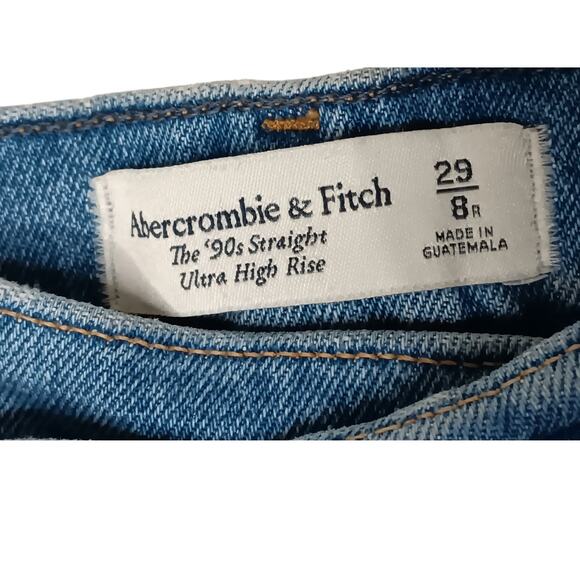 Abercrombie & Fitch
The '90s Straight
Ultra High Rise
29
8R
MADE IN
GUATEMALA